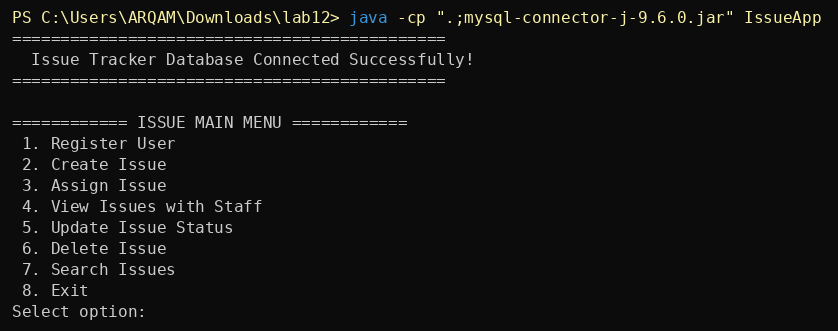 PS C:\Users\ARQAM\Downloads\lab12> java -cp ".;mysql-connector-j-9.6.0.jar" IssueApp
=============================================
  Issue Tracker Database Connected Successfully!
=============================================

============ ISSUE MAIN MENU ============
 1. Register User
 2. Create Issue
 3. Assign Issue
 4. View Issues with Staff
 5. Update Issue Status
 6. Delete Issue
 7. Search Issues
 8. Exit
Select option: